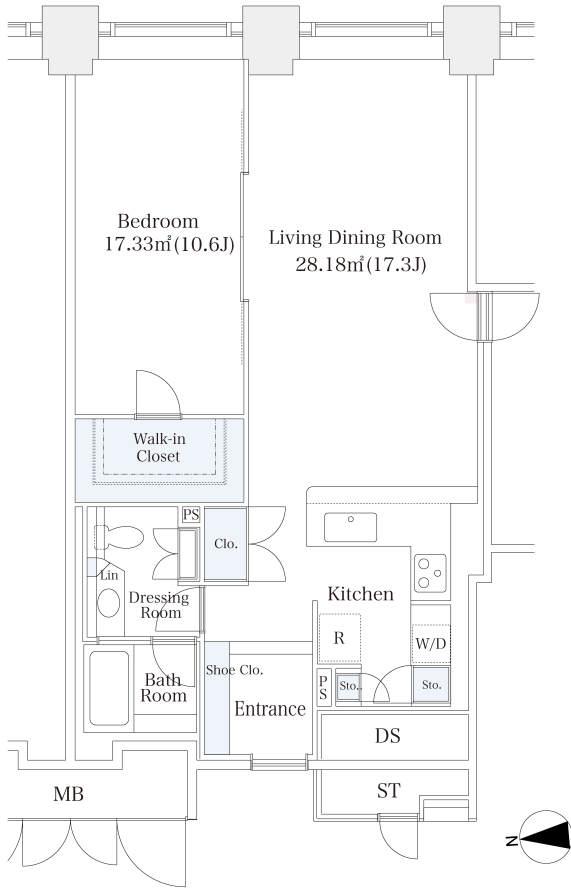 Bedroom
17.33㎡(10.6J)
Living Dining Room
28.18㎡(17.3J)
Walk-in
Closet
PS
Clo.
Lin
Dressing
Room
Kitchen
R
W/D
Bath
Room
Shoe Clo.
Entrance
P
S
Sto.
Sto.
DS
MB
ST
N